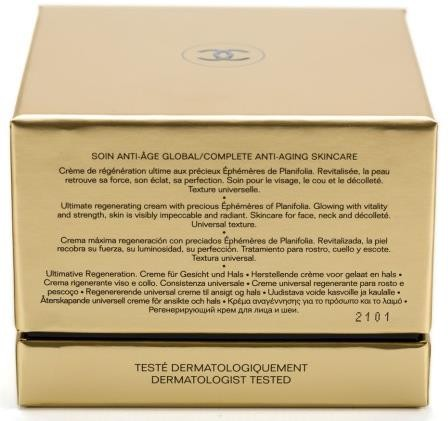 SOIN ANTI-ÂGE GLOBAL/COMPLETE ANTI-AGING SKINCARE
Crème de régénération ultime aux précieux Éphémères de Planifolia. Revitalisée, la peau
retrouve sa force, son éclat, sa perfection. Soin pour le visage, le cou et le décolleté.
Texture universelle.
•
Ultimate regenerating cream with precious Éphémères of Planifolia. Glowing with vitality
and strength, skin is visibly impeccable and radiant. Skincare for face, neck and décolleté.
Universal texture.
•
Crema máxima regeneración con preciados Éphémères de Planifolia. Revitalizada, la piel
recobra su fuerza, su luminosidad, su perfección. Tratamiento para rostro, cuello y escote.
Textura universal.
•
Ultimative Regeneration. Creme für Gesicht und Hals • Herstellende crème voor gelaat en hals •
Crema rigenerante viso e collo. Consistenza universale • Creme universal regenerante para rosto e
pescoço • Regenererende universal creme til ansigt og hals • Uudistava voide kasvoille ja kaulalle •
Återskapande universell creme för ansikte och hals • Κρέμα αναγέννησης για το πρόσωπο και το λαιμό •
Регенерирующий крем для лица и шеи.
2101
TESTÉ DERMATOLOGIQUEMENT
DERMATOLOGIST TESTED